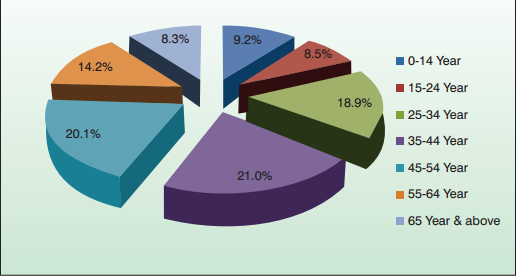 8.3%
9.2%
8.5%
14.2%
18.9%
20.1%
21.0%
0-14 Year
15-24 Year
25-34 Year
35-44 Year
45-54 Year
55-64 Year
65 Year & above